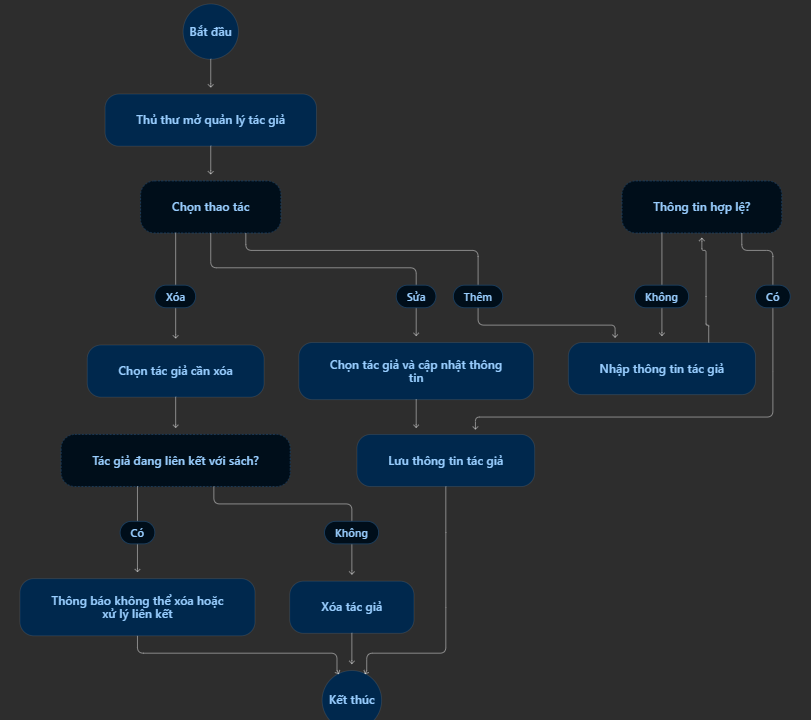 Bắt đầu
Thủ thư mở quản lý tác giả
Chọn thao tác
Thông tin hợp lệ?
Xóa
Sửa
Thêm
Không
Có
Chọn tác giả cần xóa
Chọn tác giả và cập nhật thông
tin
Nhập thông tin tác giả
Tác giả đang liên kết với sách?
Lưu thông tin tác giả
Có
Không
Thông báo không thể xóa hoặc
xử lý liên kết
Xóa tác giả
Kết thúc